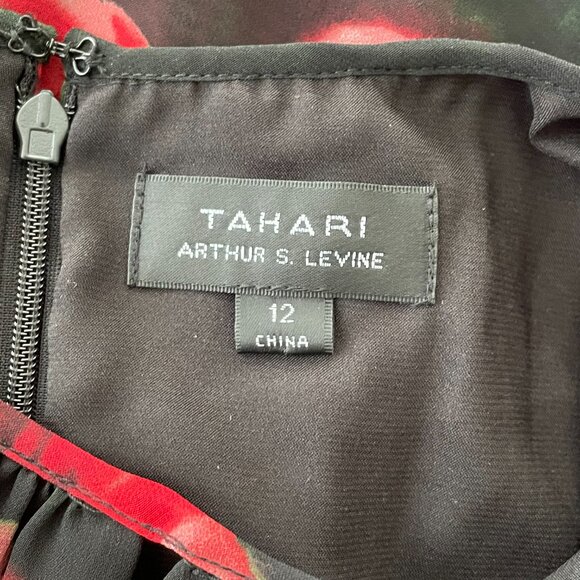 TAHARI
ARTHUR S. LEVINE
12
CHINA